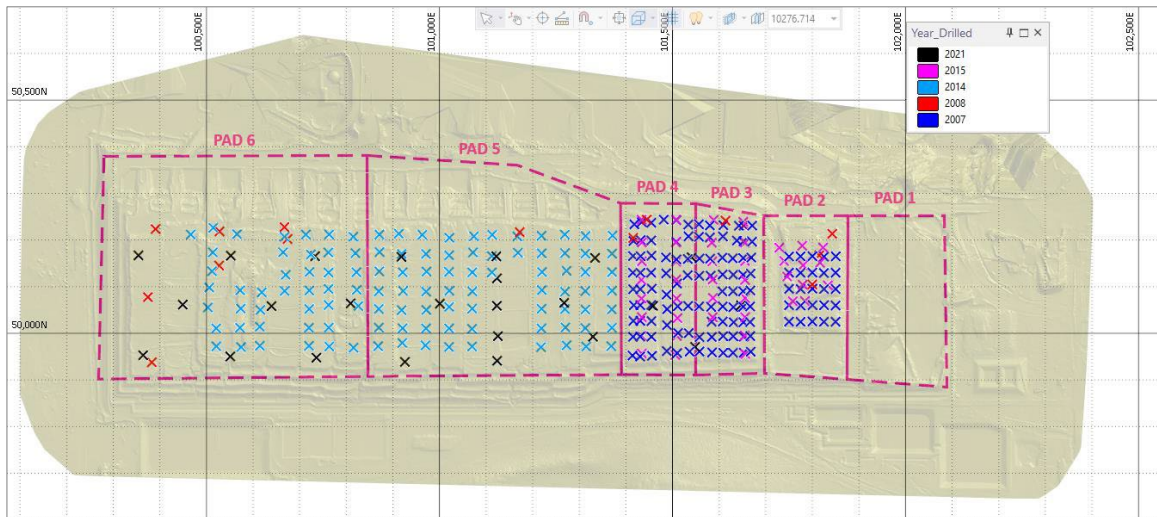 100,500E
101,000E
101,500E
102,000E
102,500E
10276.714
Year_Drilled
2021
2015
2014
2008
2007
50,500N
50,000N
PAD 6
PAD 5
PAD 4
PAD 3
PAD 2
PAD 1